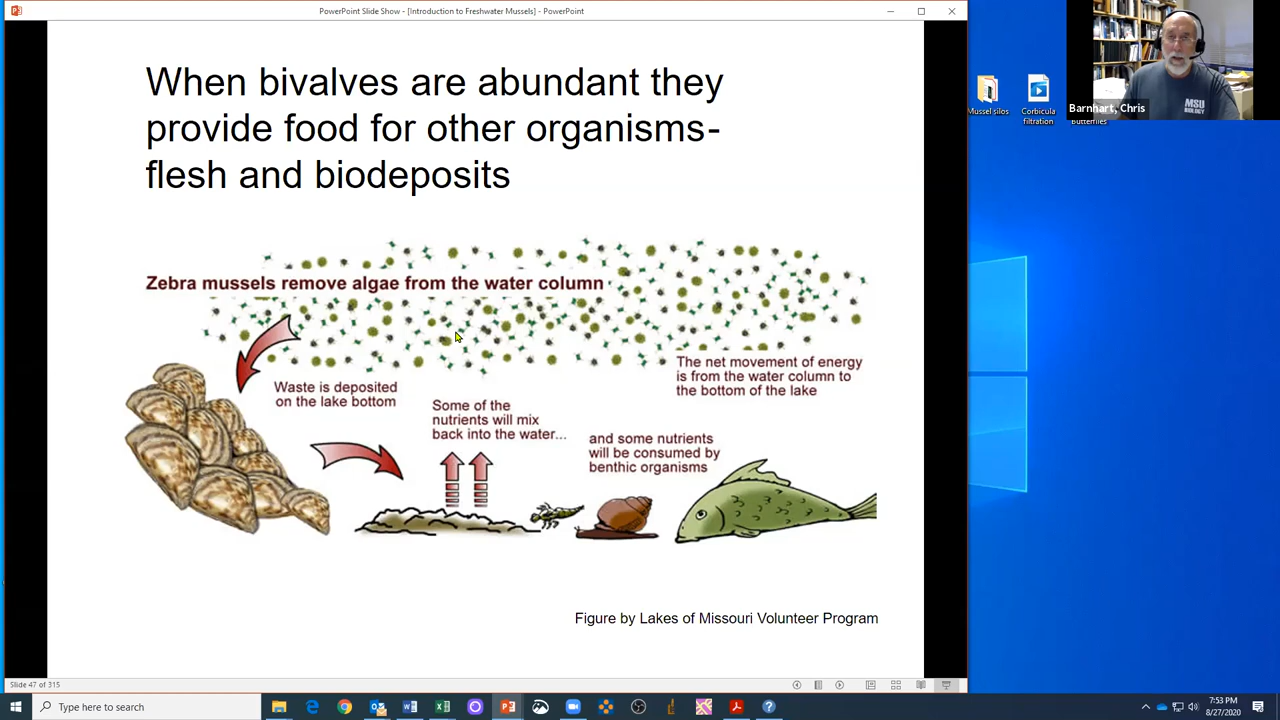 PowerPoint Slide Show - [Introduction to Freshwater Mussels] - PowerPoint
When bivalves are abundant they
provide food for other organisms-
flesh and biodeposits
Zebra mussels remove algae from the water column
Waste is deposited
on the lake bottom
Some of the
nutrients will mix
back into the water...
and some nutrients
will be consumed by
benthic organisms
The net movement of energy
is from the water column to
the bottom of the lake
Figure by Lakes of Missouri Volunteer Program
Slide 47 of 315
Mussel silos
Corbicula
filtration
Butterflies
Barnhart, Chris
MSU
BIOLOGY
Type here to search
7:53 PM
8/27/2020